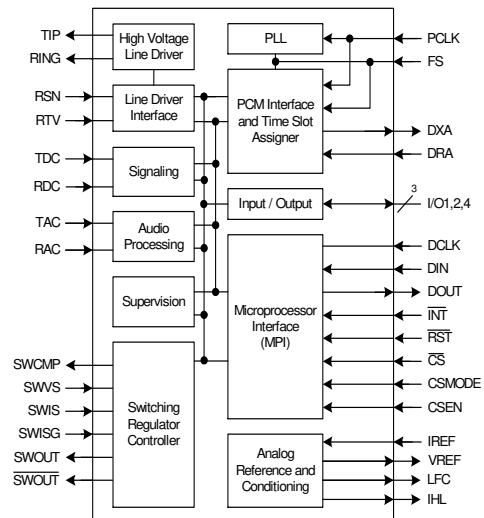 TIP
RING
RSN
RTV
TDC
RDC
TAC
RAC
SWCMP
SWVS
SWIS
SWISG
SWOUT
SWOUT
High Voltage
Line Driver
Line Driver
Interface
Signaling
Audio
Processing
Supervision
Switching
Regulator
Controller
PLL
PCM Interface
and Time Slot
Assigner
Input / Output
Microprocessor
Interface
(MPI)
Analog
Reference and
Conditioning
PCLK
FS
DXA
DRA
3
I/O1,2,4
DCLK
DIN
DOUT
INT
RST
CS
CSMODE
CSEN
IREF
VREF
LFC
IHL